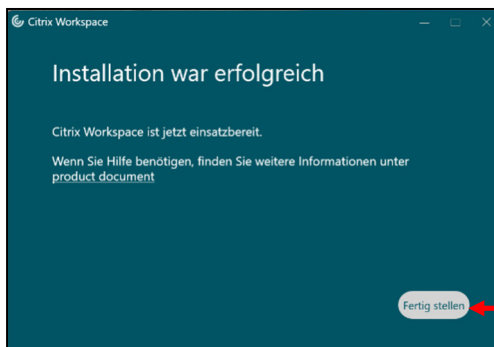 Citrix Workspace
Installation war erfolgreich
Citrix Workspace ist jetzt einsatzbereit.
Wenn Sie Hilfe benötigen, finden Sie weitere Informationen unter
product document
Fertig stellen